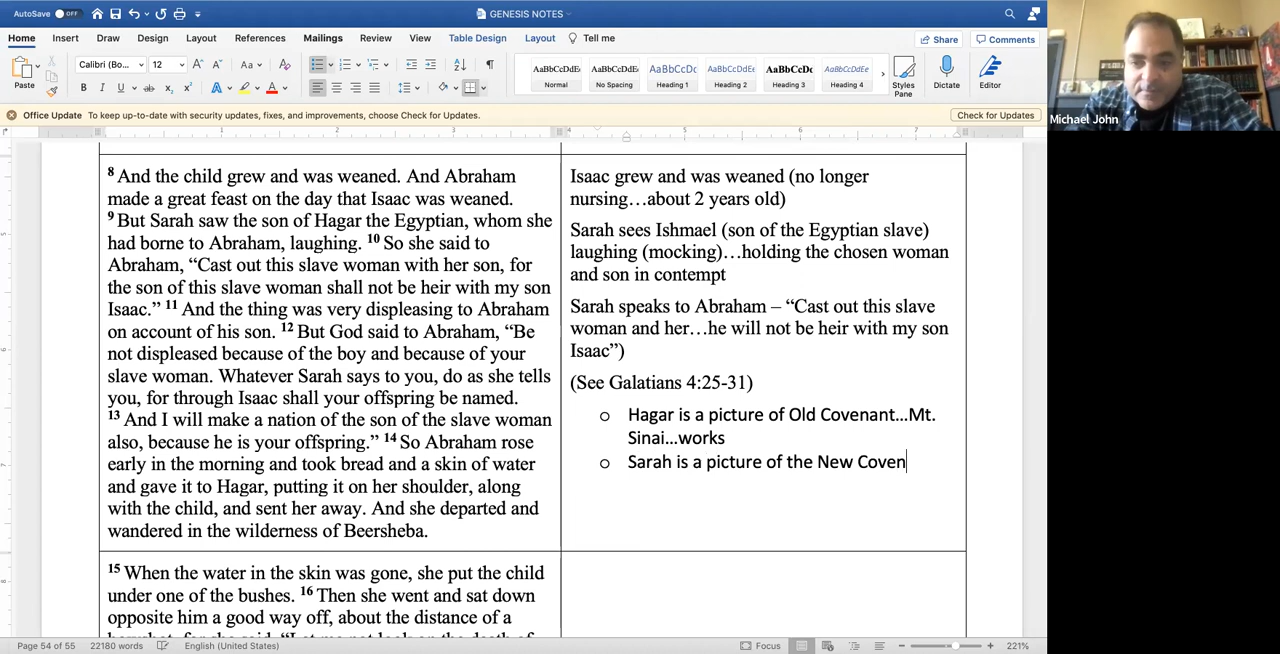 AutoSave OFF GENESIS NOTES
Home Insert Draw Design Layout References Mailings Review View Table Design Layout Tell me Share Comments
Paste Calibri (Bo... 12 A A Aa A
B I U ab x₂ x² A A
AaBbCcDdEe AaBbCcDdEe AaBbCcDc AaBbCcDdEe AaBbCcDc AaBbCcDdEe
Normal No Spacing Heading 1 Heading 2 Heading 3 Heading 4 Styles Pane Dictate Editor
Office Update To keep up-to-date with security updates, fixes, and improvements, choose Check for Updates. Check for Updates
Michael John
1 2 3 4 5 6 7
8 And the child grew and was weaned. And Abraham
made a great feast on the day that Isaac was weaned.
9 But Sarah saw the son of Hagar the Egyptian, whom she
had borne to Abraham, laughing. 10 So she said to
Abraham, “Cast out this slave woman with her son, for
the son of this slave woman shall not be heir with my son
Isaac.” 11 And the thing was very displeasing to Abraham
on account of his son. 12 But God said to Abraham, “Be
not displeased because of the boy and because of your
slave woman. Whatever Sarah says to you, do as she tells
you, for through Isaac shall your offspring be named.
13 And I will make a nation of the son of the slave woman
also, because he is your offspring.” 14 So Abraham rose
early in the morning and took bread and a skin of water
and gave it to Hagar, putting it on her shoulder, along
with the child, and sent her away. And she departed and
wandered in the wilderness of Beersheba.
Isaac grew and was weaned (no longer
nursing…about 2 years old)
Sarah sees Ishmael (son of the Egyptian slave)
laughing (mocking)…holding the chosen woman
and son in contempt
Sarah speaks to Abraham – “Cast out this slave
woman and her…he will not be heir with my son
Isaac”)
(See Galatians 4:25-31)
o Hagar is a picture of Old Covenant…Mt.
Sinai…works
o Sarah is a picture of the New Coven
15 When the water in the skin was gone, she put the child
under one of the bushes. 16 Then she went and sat down
opposite him a good way off, about the distance of a
Page 54 of 55 22180 words English (United States) Focus 221%